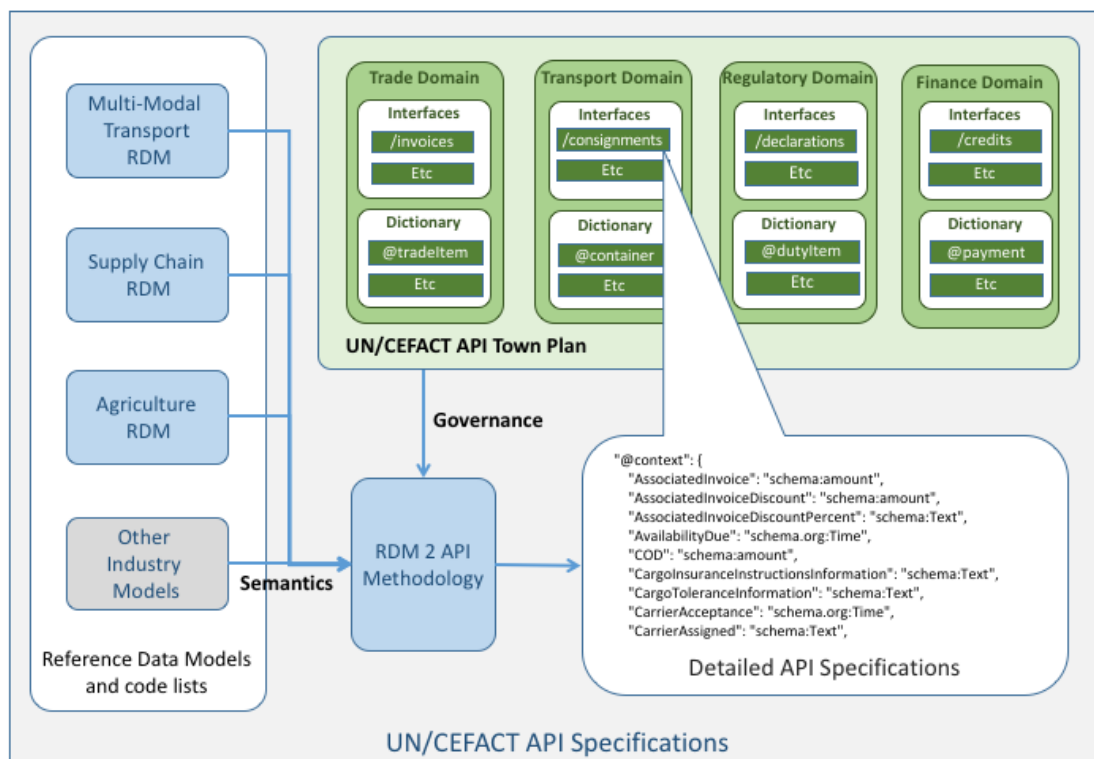 Multi-Modal
Transport
RDM
Supply Chain
RDM
Agriculture
RDM
Other
Industry
Models
Reference Data Models
and code lists
Semantics
Trade Domain
Interfaces
/invoices
Etc
Dictionary
@tradeItem
Etc
Transport Domain
Interfaces
/consignments
Etc
Dictionary
@container
Etc
Regulatory Domain
Interfaces
/declarations
Etc
Dictionary
@dutyItem
Etc
Finance Domain
Interfaces
/credits
Etc
Dictionary
@payment
Etc
UN/CEFACT API Town Plan
Governance
RDM 2 API
Methodology
"@context": {
"AssociatedInvoice": "schema:amount",
"AssociatedInvoiceDiscount": "schema:amount",
"AssociatedInvoiceDiscountPercent": "schema:Text",
"AvailabilityDue": "schema.org:Time",
"COD": "schema:amount",
"CargoInsuranceInstructionsInformation": "schema:Text",
"CargoToleranceInformation": "schema:Text",
"CarrierAcceptance": "schema.org:Time",
"CarrierAssigned": "schema:Text",
Detailed API Specifications
UN/CEFACT API Specifications